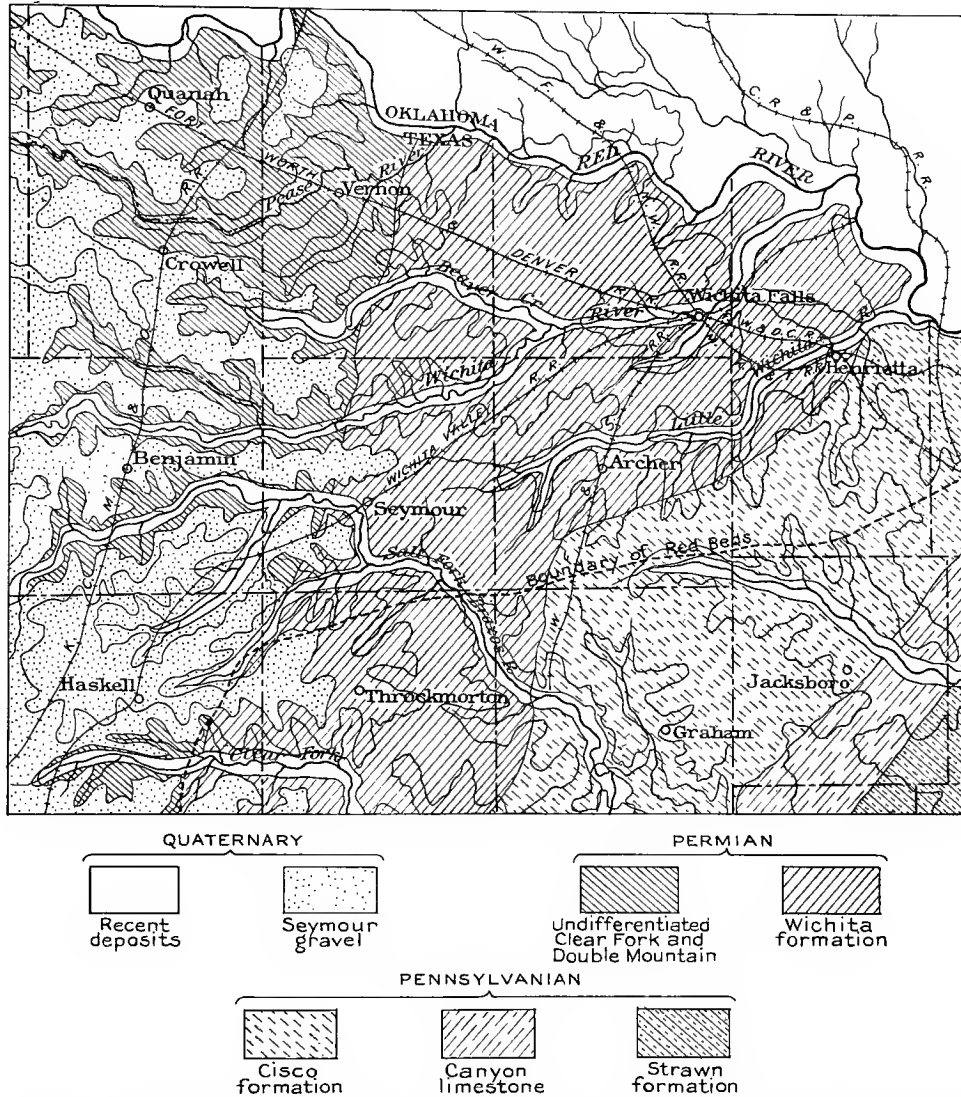 Quanah
FORT
WORTH
&
DENVER
R.R.
OKLAHOMA
TEXAS
RED
RIVER
W. F.
&
N.W.
R.R.
C. R. I. & P.
R. R.
Pease River
Vernon
Crowell
Beaver Cr.
Wichita Falls
River
Wichita
Henrietta
Little
Wichita
R.
Benjamin
K. C. M. & O.
R.R.
WICHITA VALLEY
R. R.
Archer
Seymour
Salt Fork
Brazos R.
Boundary of Red Beds
Haskell
Throckmorton
Jacksboro
Graham
Clear Fork
QUATERNARY
PERMIAN
Recent
deposits
Seymour
gravel
Undifferentiated
Clear Fork and
Double Mountain
Wichita
formation
PENNSYLVANIAN
Cisco
formation
Canyon
limestone
Strawn
formation